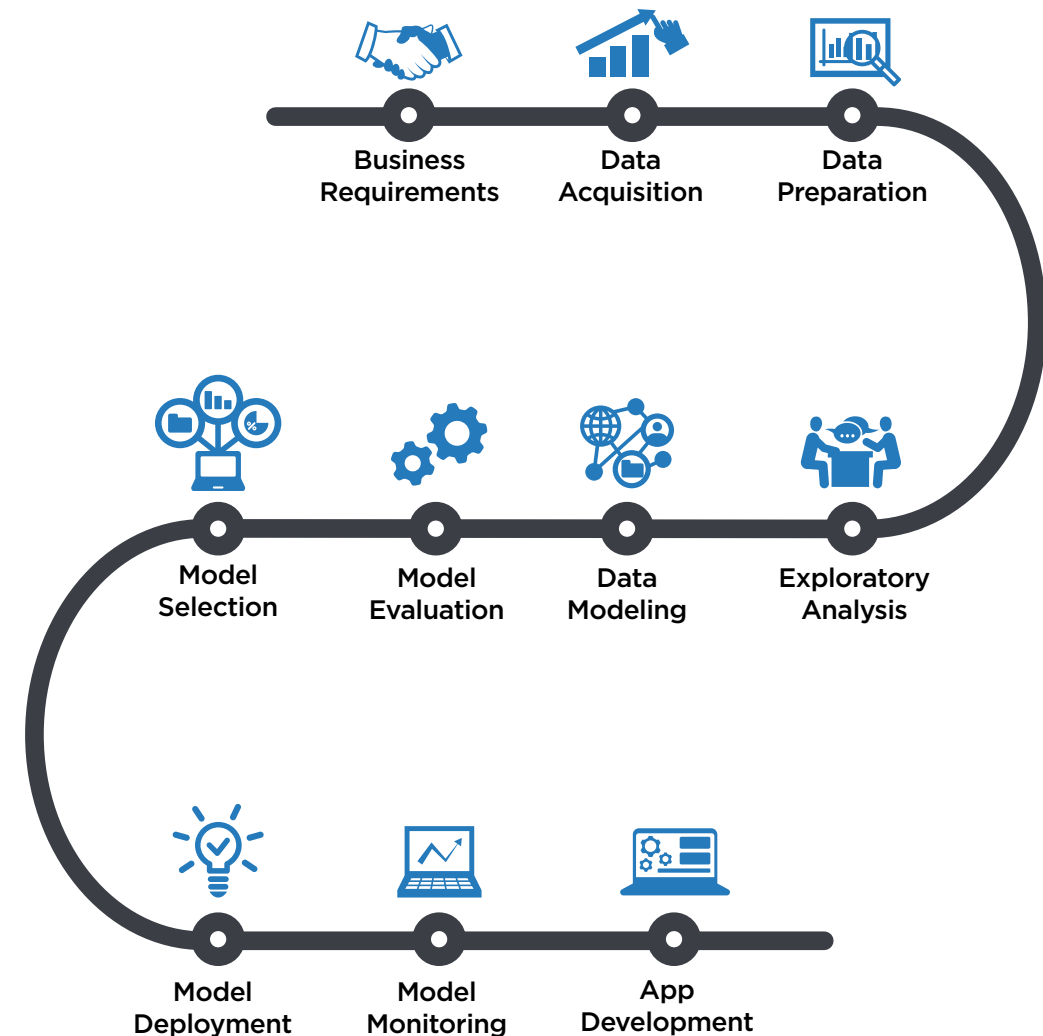 Business
Requirements
Data
Acquisition
Data
Preparation
%
Model
Selection
Model
Evaluation
Data
Modeling
Exploratory
Analysis
Model
Deployment
Model
Monitoring
App
Development